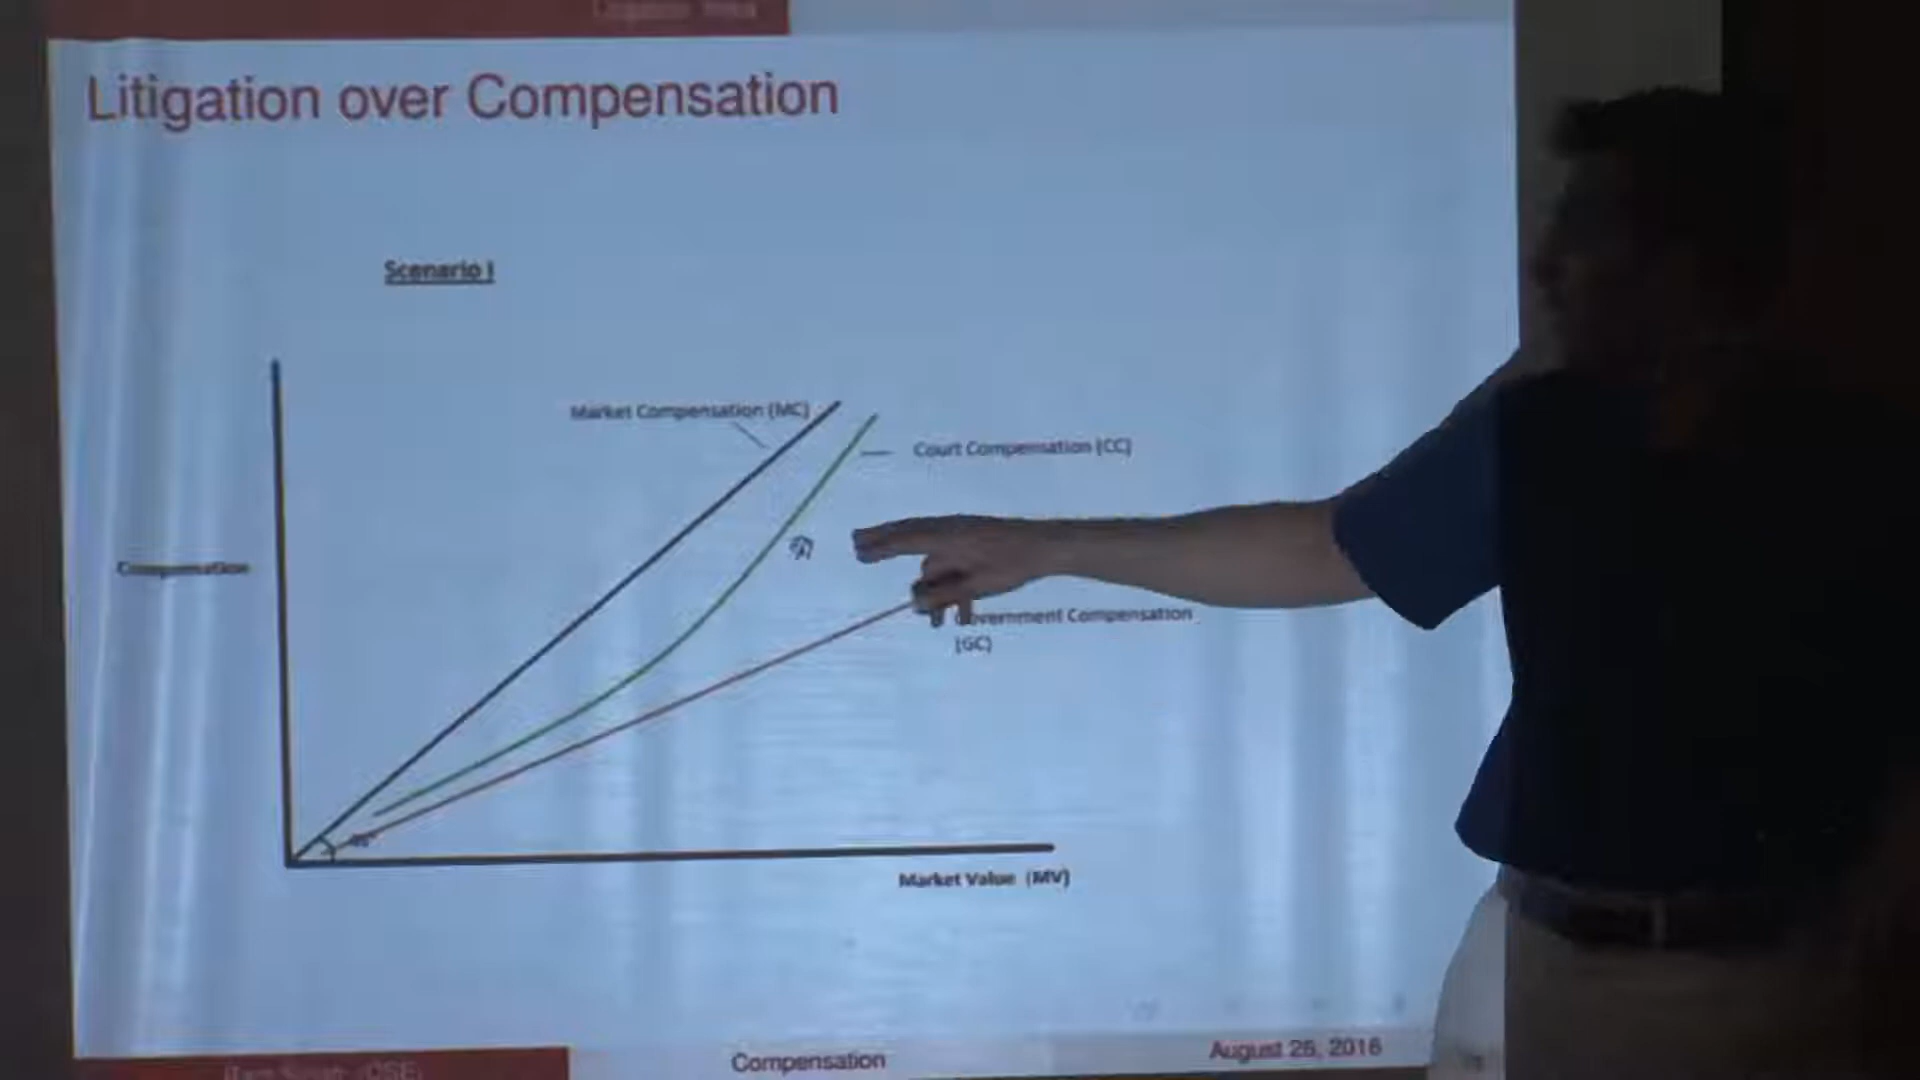 Litigation over Compensation
Scenario I
Market Compensation (MC)
Court Compensation (CC)
Compensation
Government Compensation
(GC)
Market Value (MV)
Compensation
August 26, 2016